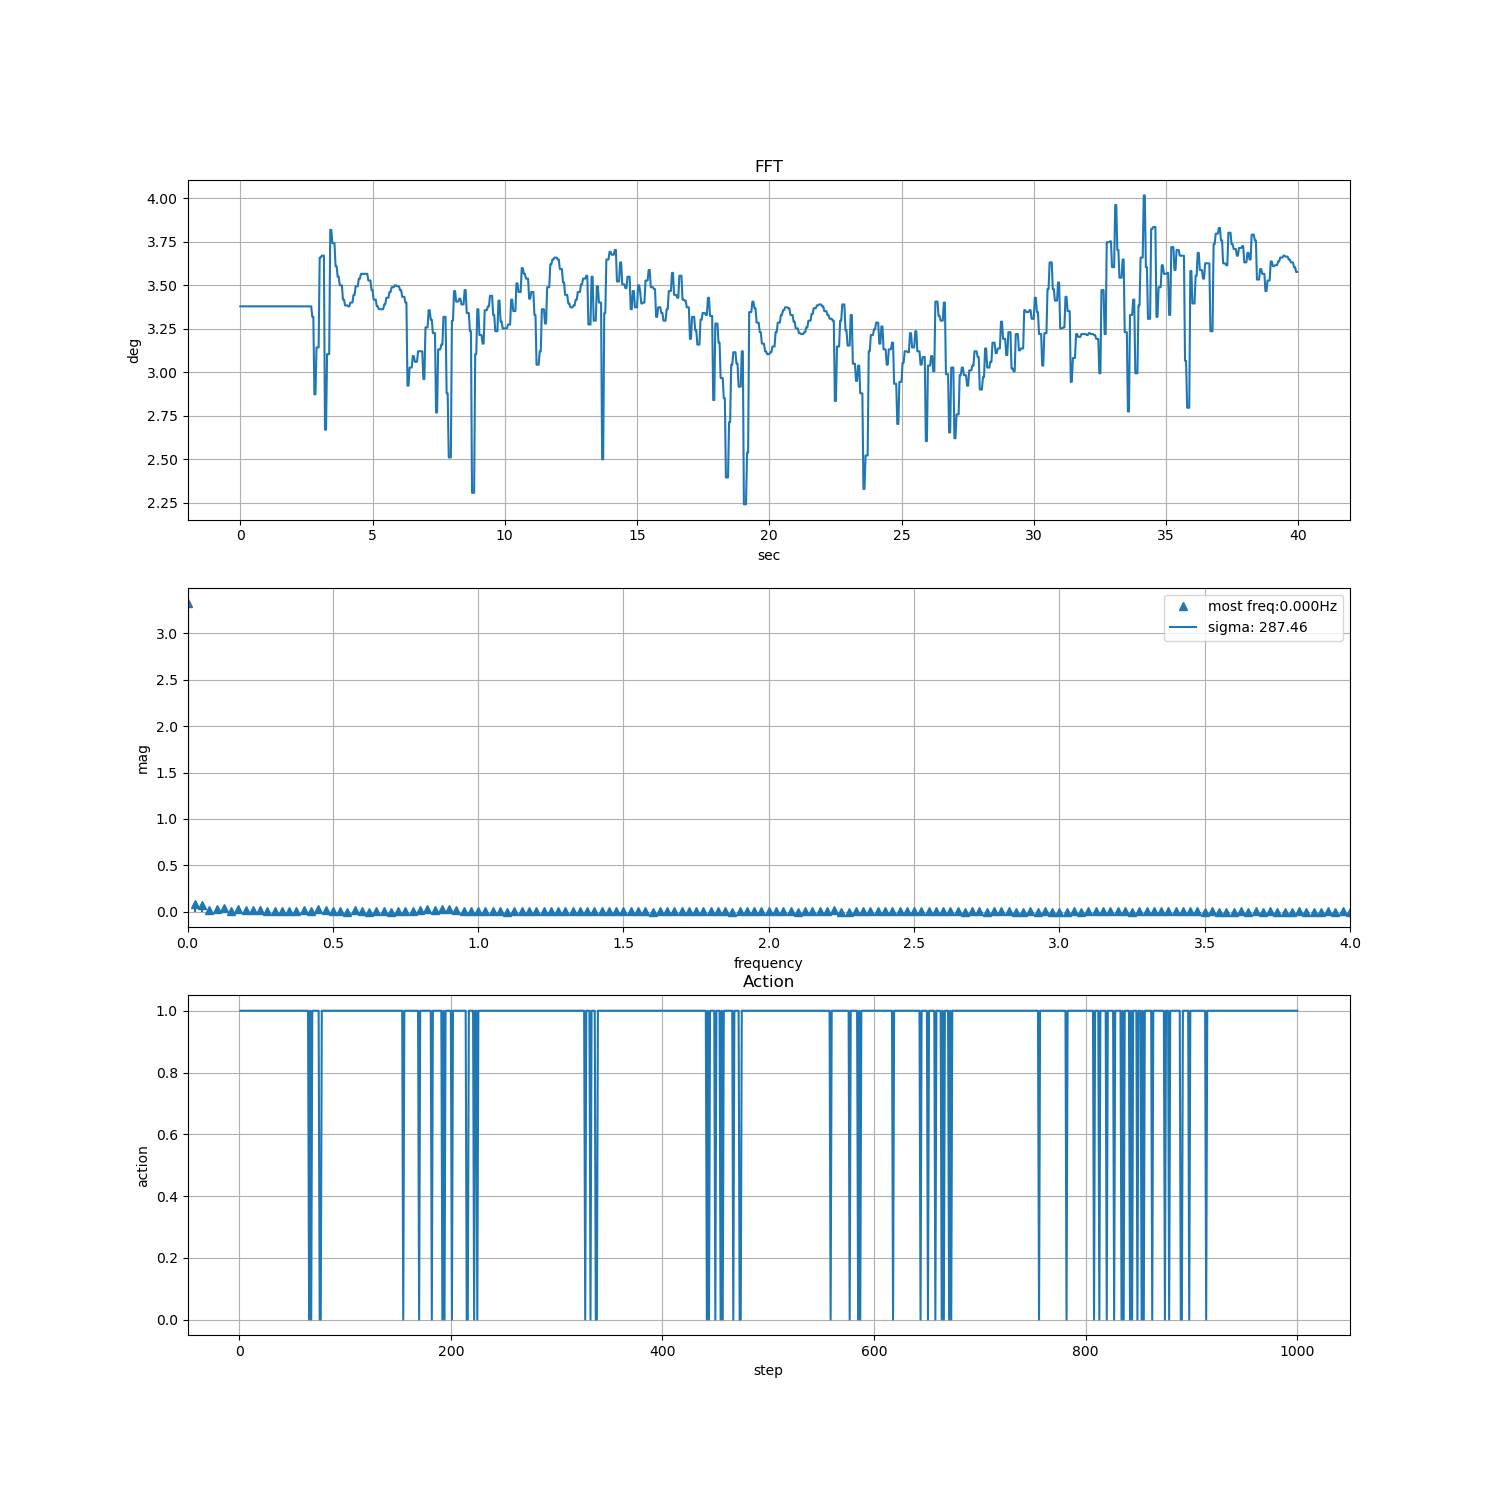 FFT
4.00
3.75
3.50
3.25
3.00
2.75
2.50
2.25
deg
0 5 10 15 20 25 30 35 40
sec
most freq:0.000Hz
sigma: 287.46
3.0
2.5
2.0
1.5
1.0
0.5
0.0
mag
0.0 0.5 1.0 1.5 2.0 2.5 3.0 3.5 4.0
frequency
Action
1.0
0.8
0.6
0.4
0.2
0.0
action
0 200 400 600 800 1000
step